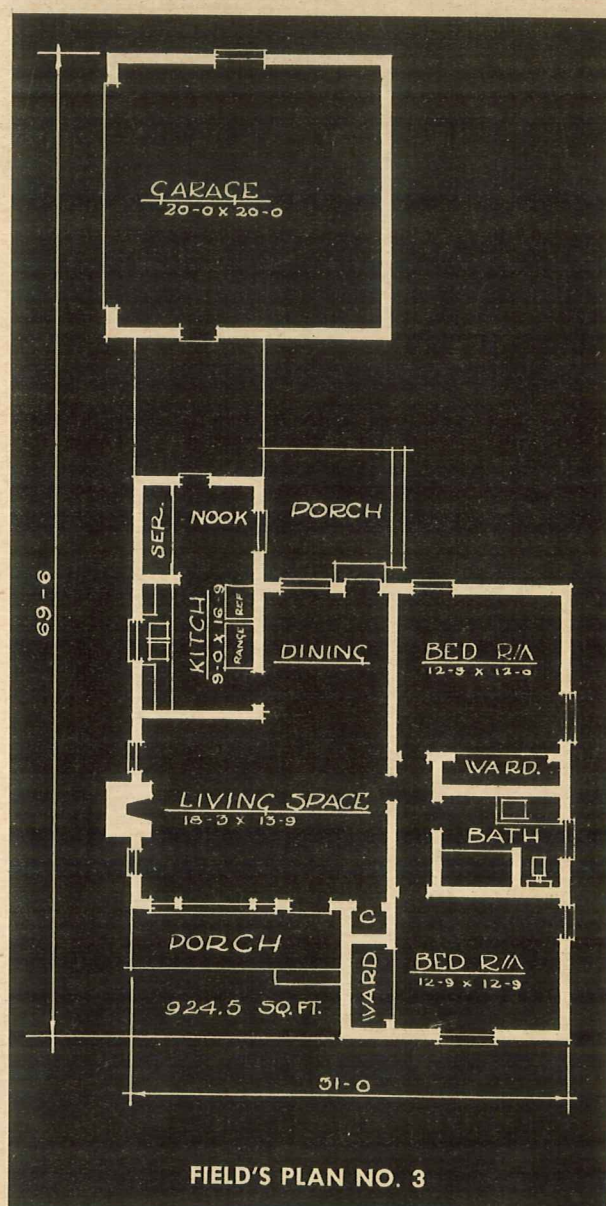 GARAGE
20-0 X 20-0
69-6
SER.
NOOK
PORCH
KITCH
9-0 X 16-9
REF
RANGE
DINING
BED RM
X 12-0
WARD.
LIVING SPACE
18-3 X 13-9
BATH
C
PORCH
WARD.
BED RM
12-9 X 12-9
924.5 SQ.FT.
31-0
FIELD'S PLAN NO. 3